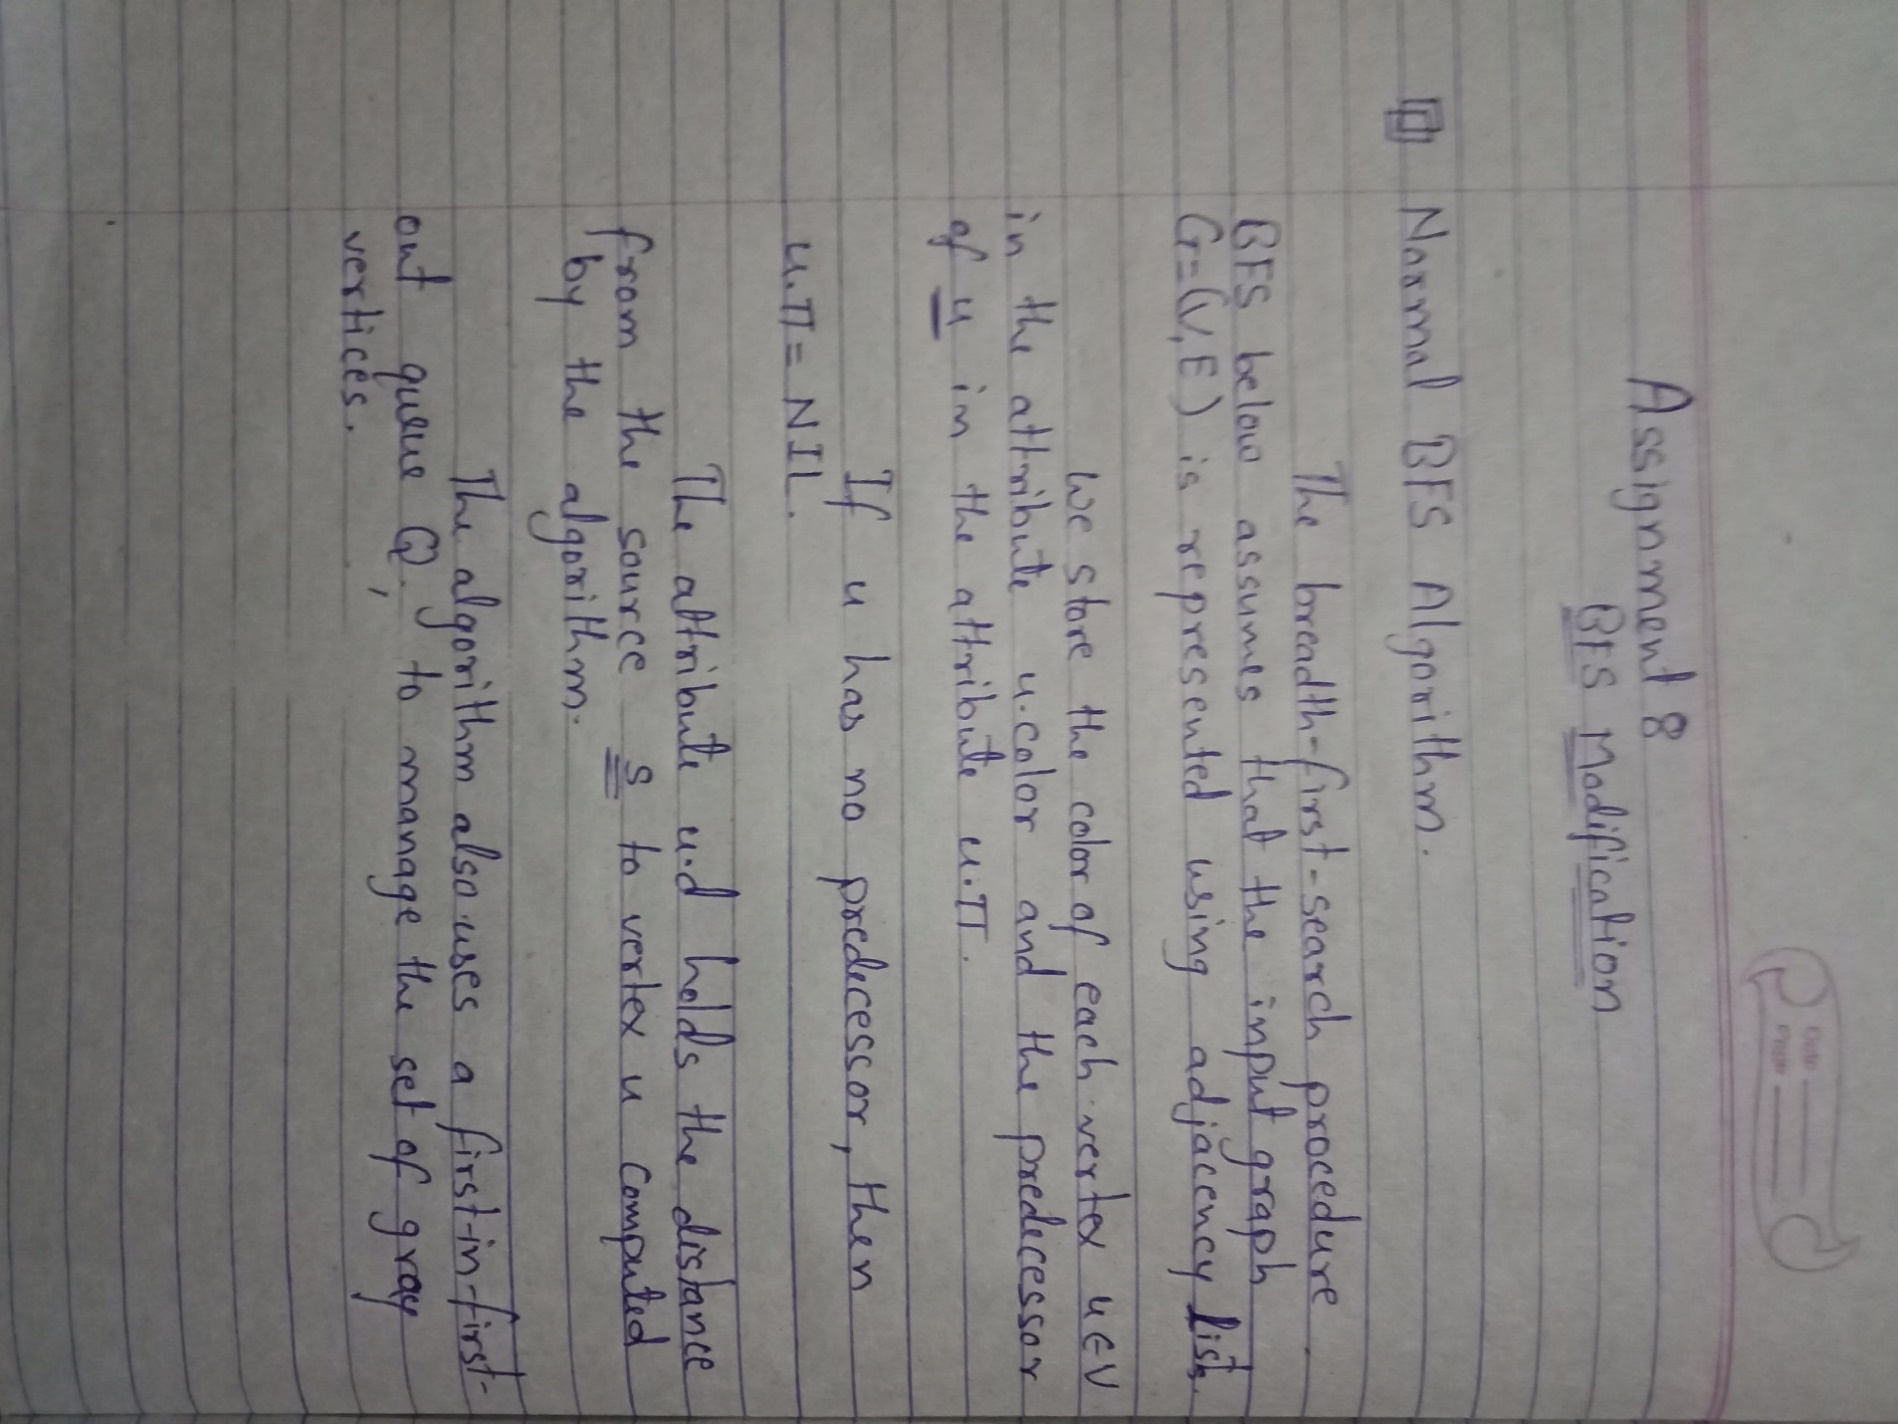 Date
Page
Assignment 8
BFS Modification
Normal BFS Algorithm.
The breadth-first-search procedure
BFS below assumes that the input graph
G=(V,E) is represented using adjacency list.
We store the color of each vertex u∈V
in the attribute u.color and the predecessor
of u in the attribute u.π.
If u has no predecessor, then
u.π = NIL.
The attribute u.d holds the distance
from the source s to vertex u computed
by the algorithm.
The algorithm also uses a first-in-first-
out queue Q, to manage the set of gray
vertices.